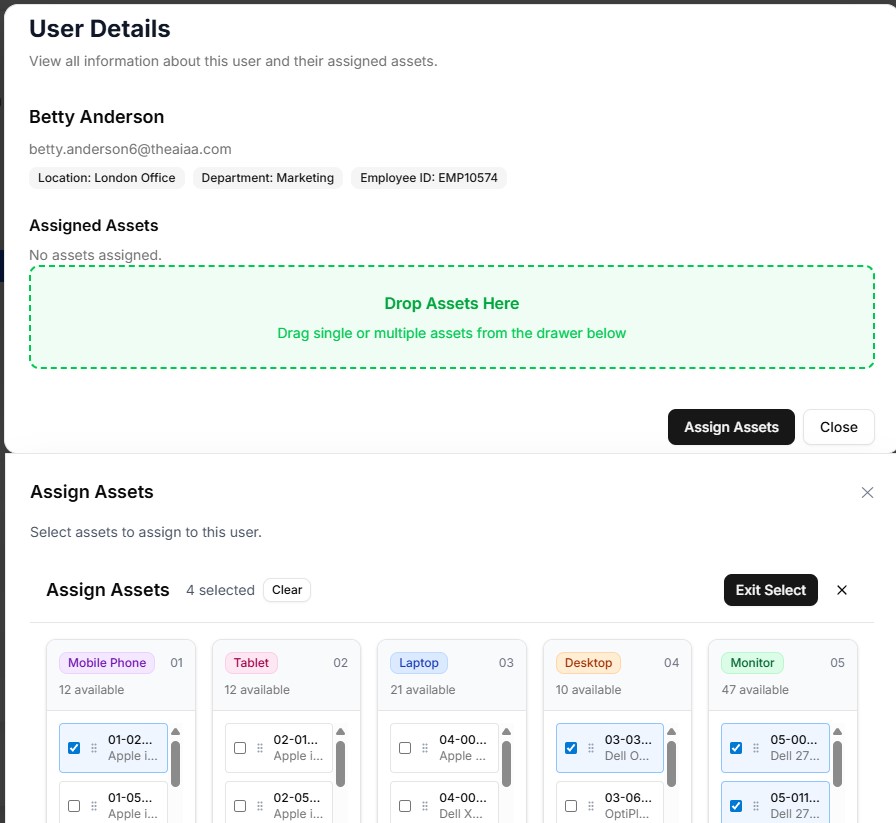 User Details
View all information about this user and their assigned assets.
Betty Anderson
betty.anderson6@theaiaa.com
Location: London Office Department: Marketing Employee ID: EMP10574
Assigned Assets
No assets assigned.
Drop Assets Here
Drag single or multiple assets from the drawer below
Assign Assets Close
Assign Assets
Select assets to assign to this user.
Assign Assets 4 selected Clear Exit Select
Mobile Phone 01 Tablet 02 Laptop 03 Desktop 04 Monitor 05
12 available 12 available 21 available 10 available 47 available
01-02... 02-01... 04-00... 03-03... 05-00...
Apple i... Apple i... Apple ... Dell O... Dell 27...
01-05... 02-05... 04-00... 03-06... 05-011...
Apple i... Apple i... Dell X... OptiPl... Dell 27...